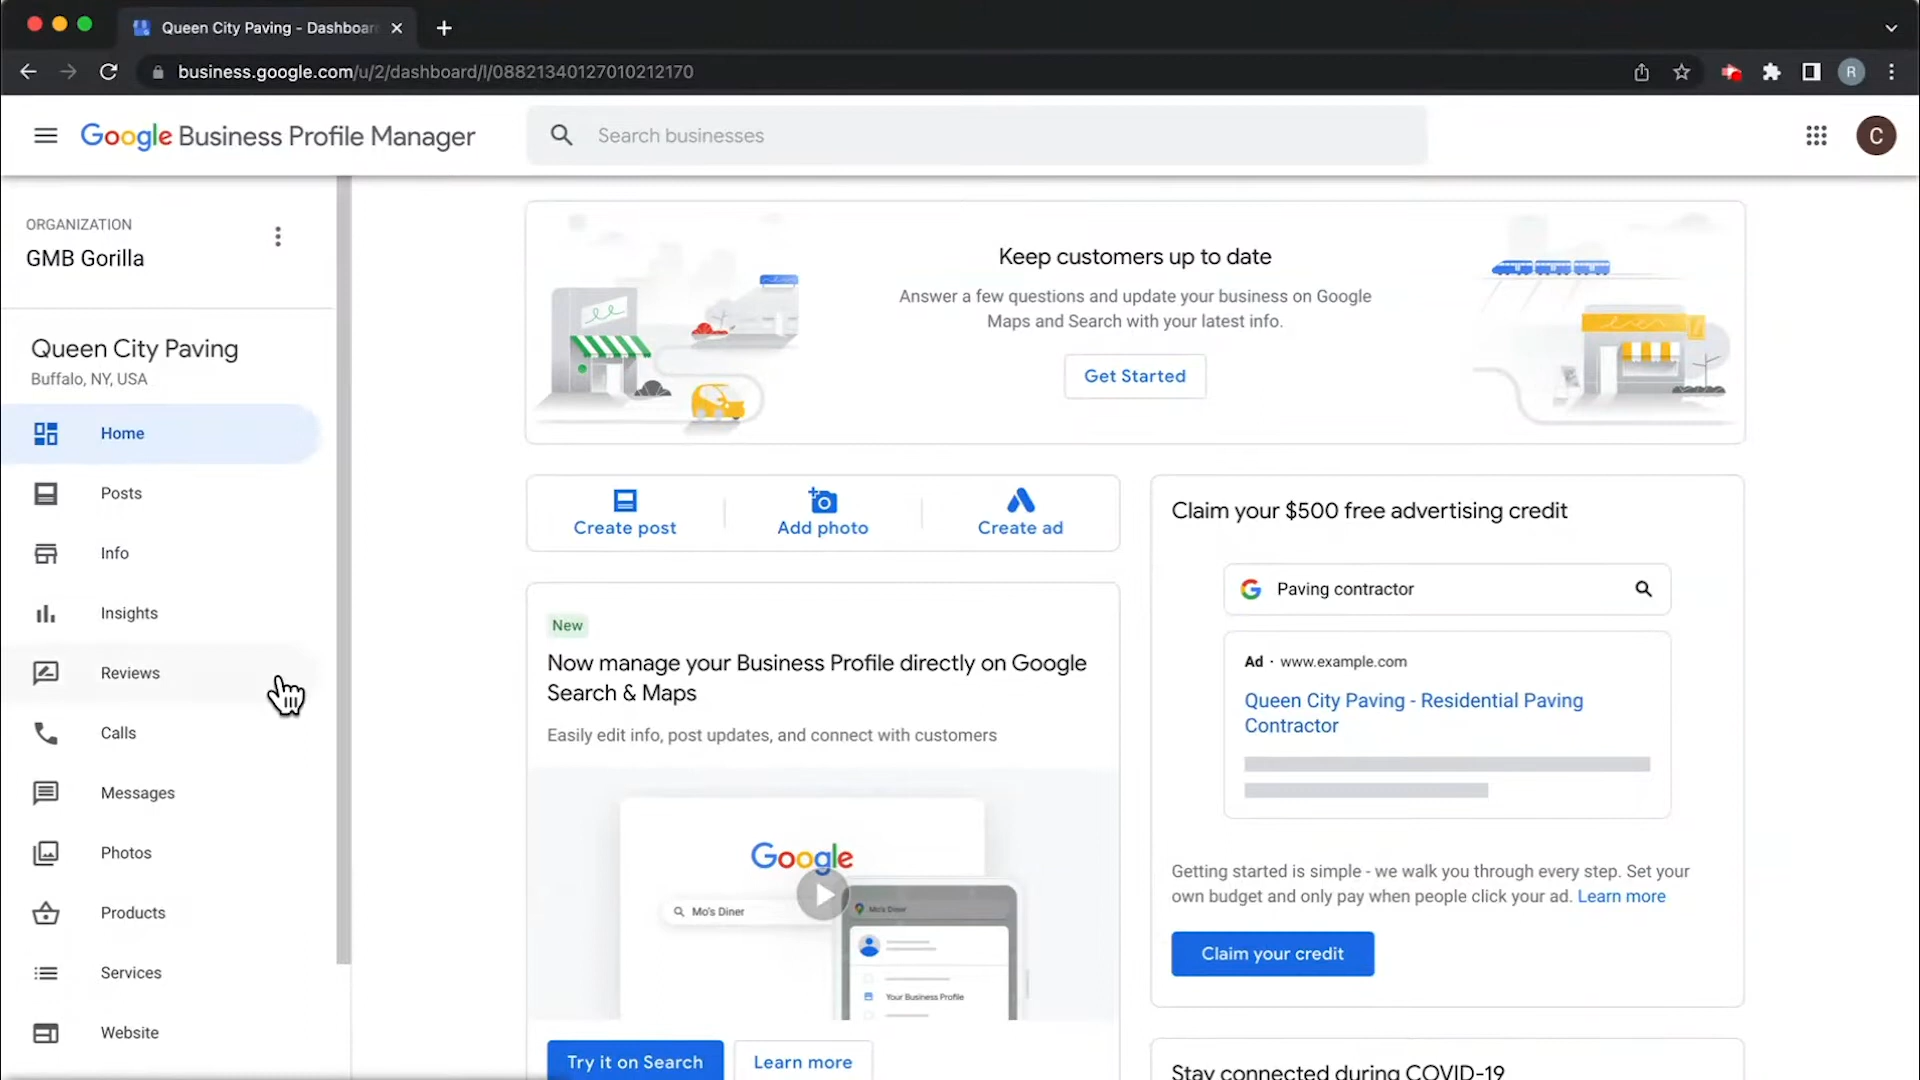 Queen City Paving - Dashboar
business.google.com/u/2/dashboard/l/08821340127010212170
R
Google Business Profile Manager
Search businesses
C
ORGANIZATION
GMB Gorilla
Queen City Paving
Buffalo, NY, USA
Home
Posts
Info
Insights
Reviews
Calls
Messages
Photos
Products
Services
Website
Keep customers up to date
Answer a few questions and update your business on Google
Maps and Search with your latest info.
Get Started
Create post
Add photo
Create ad
New
Now manage your Business Profile directly on Google
Search & Maps
Easily edit info, post updates, and connect with customers
Google
Mo's Diner
Mo's Diner
Your Business Profile
Try it on Search
Learn more
Claim your $500 free advertising credit
Paving contractor
Ad · www.example.com
Queen City Paving - Residential Paving
Contractor
Getting started is simple - we walk you through every step. Set your
own budget and only pay when people click your ad. Learn more
Claim your credit
Stay connected during COVID-19